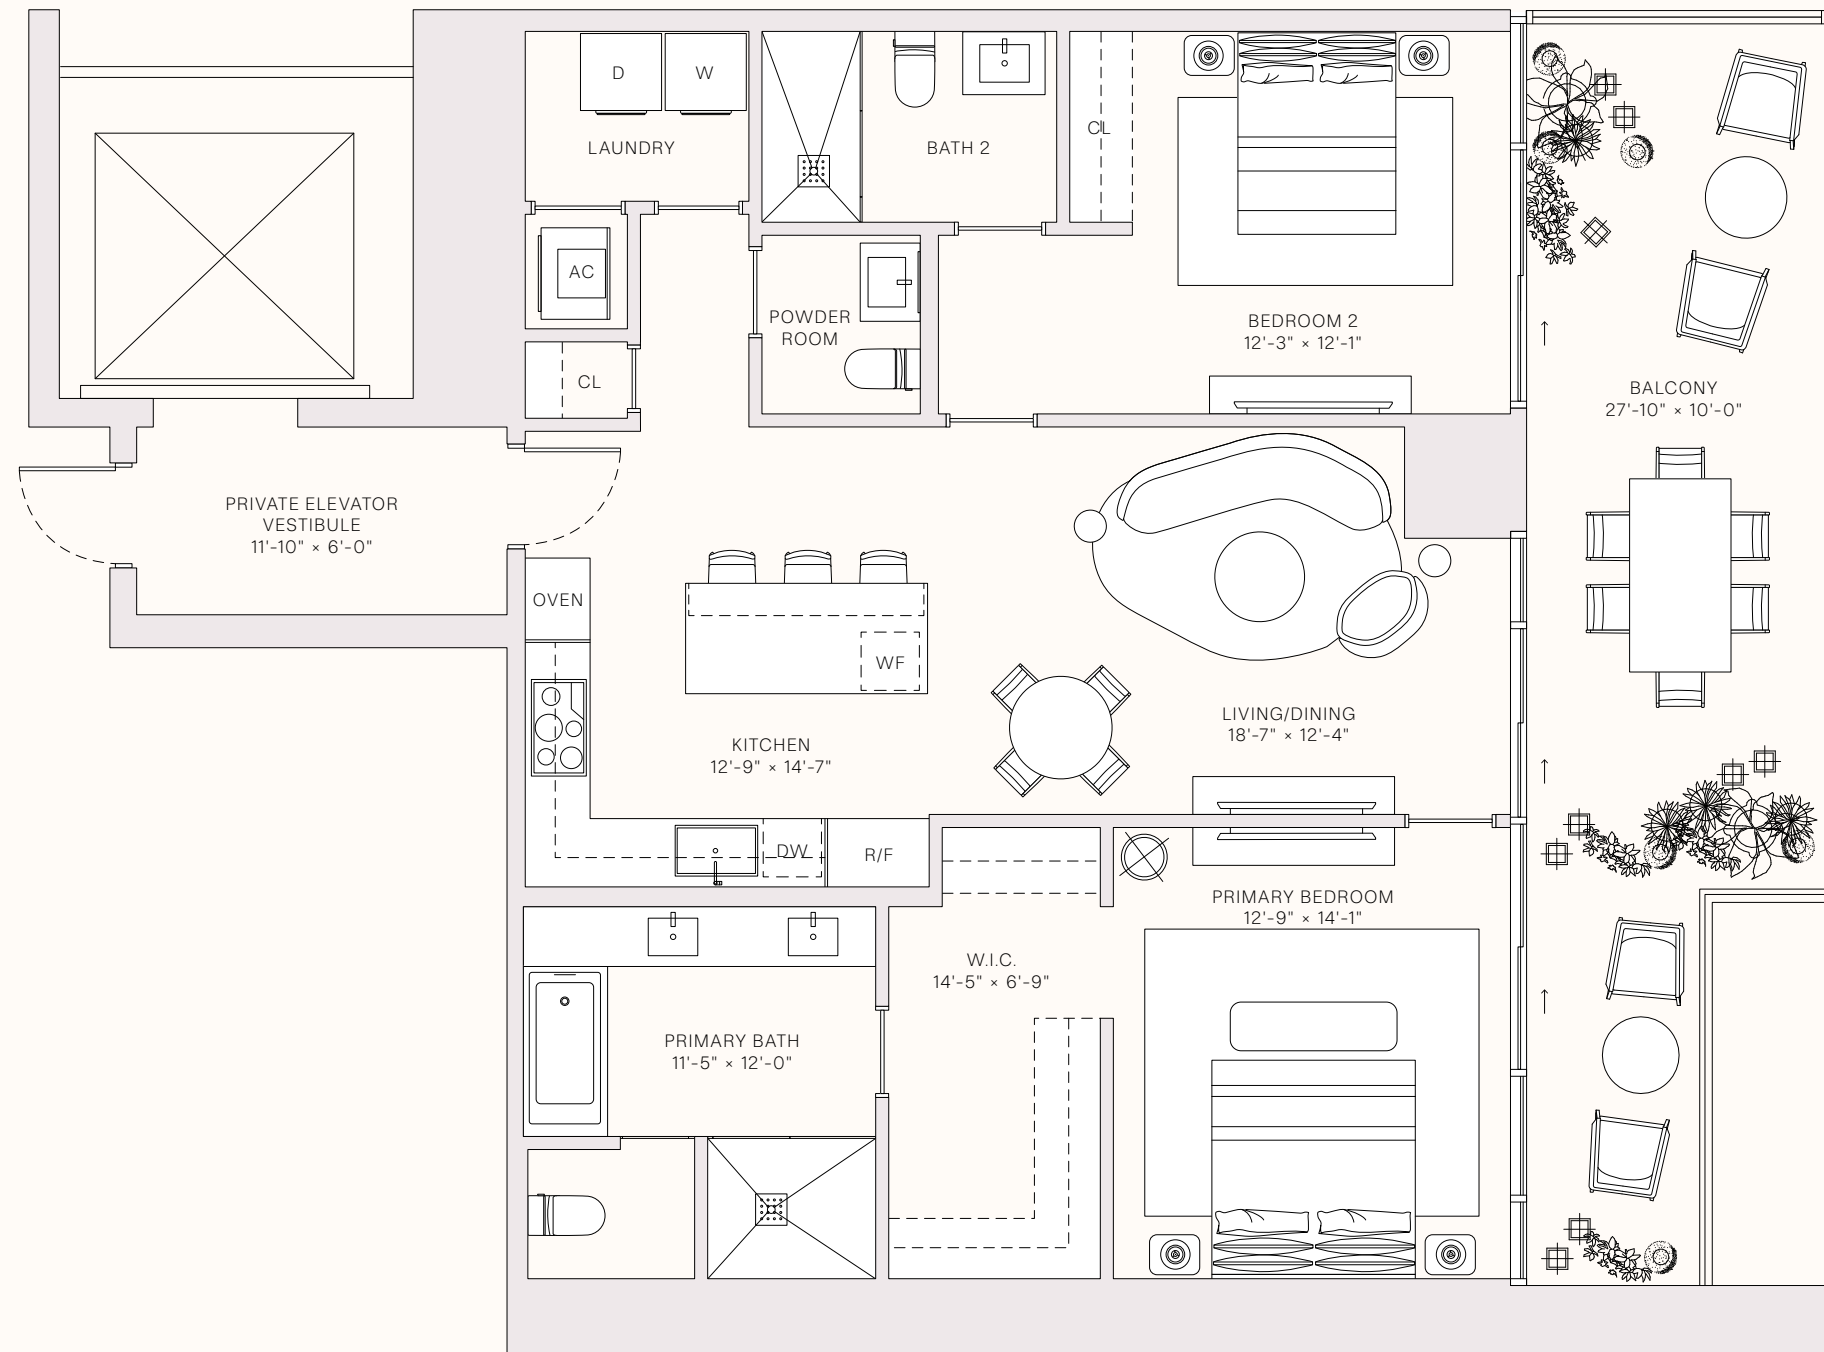 D
W
LAUNDRY
BATH 2
CL
AC
POWDER
ROOM
BEDROOM 2
12'-3" × 12'-1"
CL
BALCONY
27'-10" × 10'-0"
PRIVATE ELEVATOR
VESTIBULE
11'-10" × 6'-0"
OVEN
WF
KITCHEN
12'-9" × 14'-7"
LIVING/DINING
18'-7" × 12'-4"
DW
R/F
PRIMARY BEDROOM
12'-9" × 14'-1"
W.I.C.
14'-5" × 6'-9"
PRIMARY BATH
11'-5" × 12'-0"